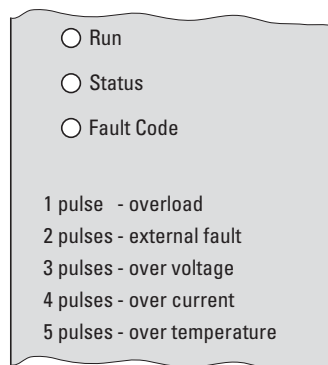 Run
Status
Fault Code
1 pulse - overload
2 pulses - external fault
3 pulses - over voltage
4 pulses - over current
5 pulses - over temperature